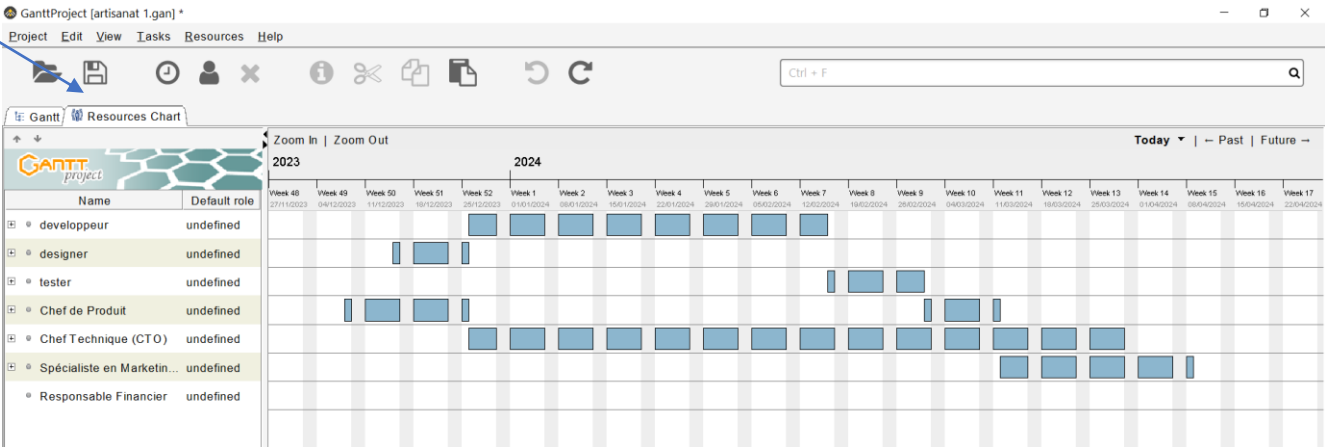 GanttProject [artisanat 1.gan] *
Project Edit View Tasks Resources Help
Ctrl + F
Gantt Resources Chart
Zoom In | Zoom Out Today | ← Past | Future →
GANTT project
2023 2024
Name Default role
Week 48 Week 49 Week 50 Week 51 Week 52 Week 1 Week 2 Week 3 Week 4 Week 5 Week 6 Week 7 Week 8 Week 9 Week 10 Week 11 Week 12 Week 13 Week 14 Week 15 Week 16 Week 17
27/11/2023 04/12/2023 11/12/2023 18/12/2023 25/12/2023 01/01/2024 08/01/2024 15/01/2024 22/01/2024 29/01/2024 05/02/2024 12/02/2024 19/02/2024 26/02/2024 04/03/2024 11/03/2024 18/03/2024 25/03/2024 01/04/2024 08/04/2024 15/04/2024 22/04/2024
developpeur undefined
designer undefined
tester undefined
Chef de Produit undefined
Chef Technique (CTO) undefined
Spécialiste en Marketin... undefined
Responsable Financier undefined